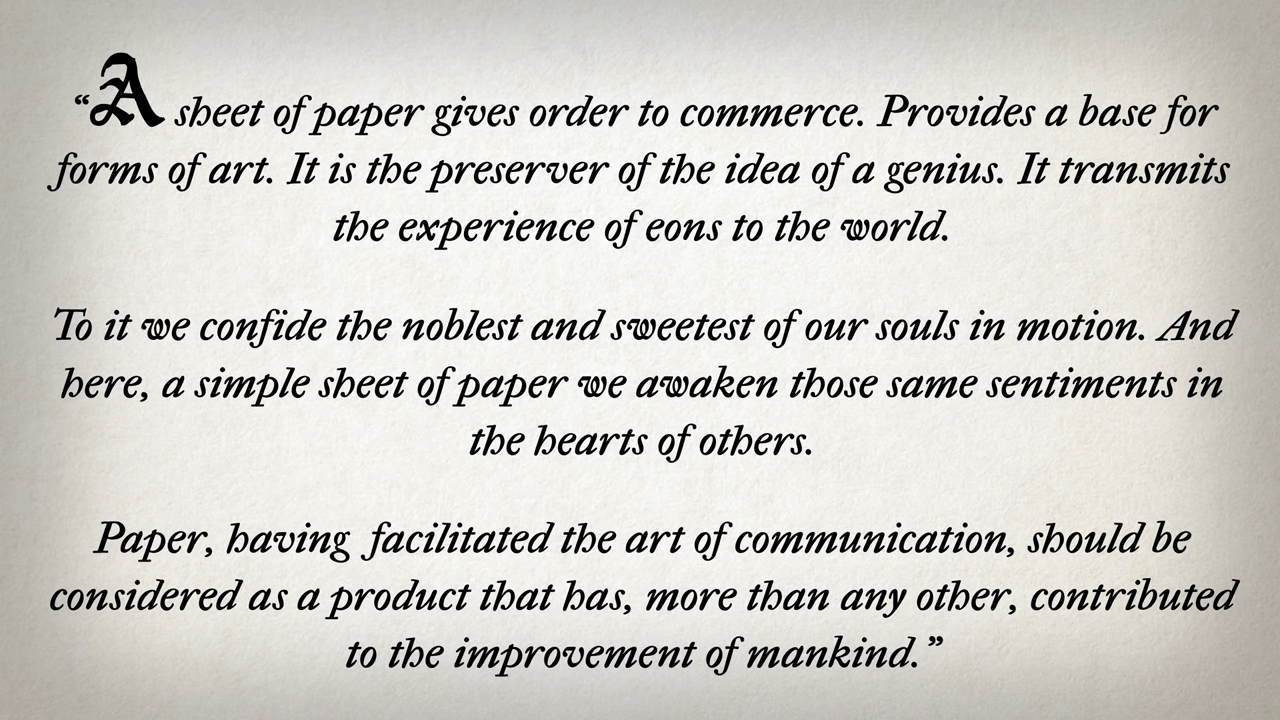 “A sheet of paper gives order to commerce. Provides a base for
forms of art. It is the preserver of the idea of a genius. It transmits
the experience of eons to the world.
To it we confide the noblest and sweetest of our souls in motion. And
here, a simple sheet of paper we awaken those same sentiments in
the hearts of others.
Paper, having  facilitated the art of communication, should be
considered as a product that has, more than any other, contributed
to the improvement of mankind.”